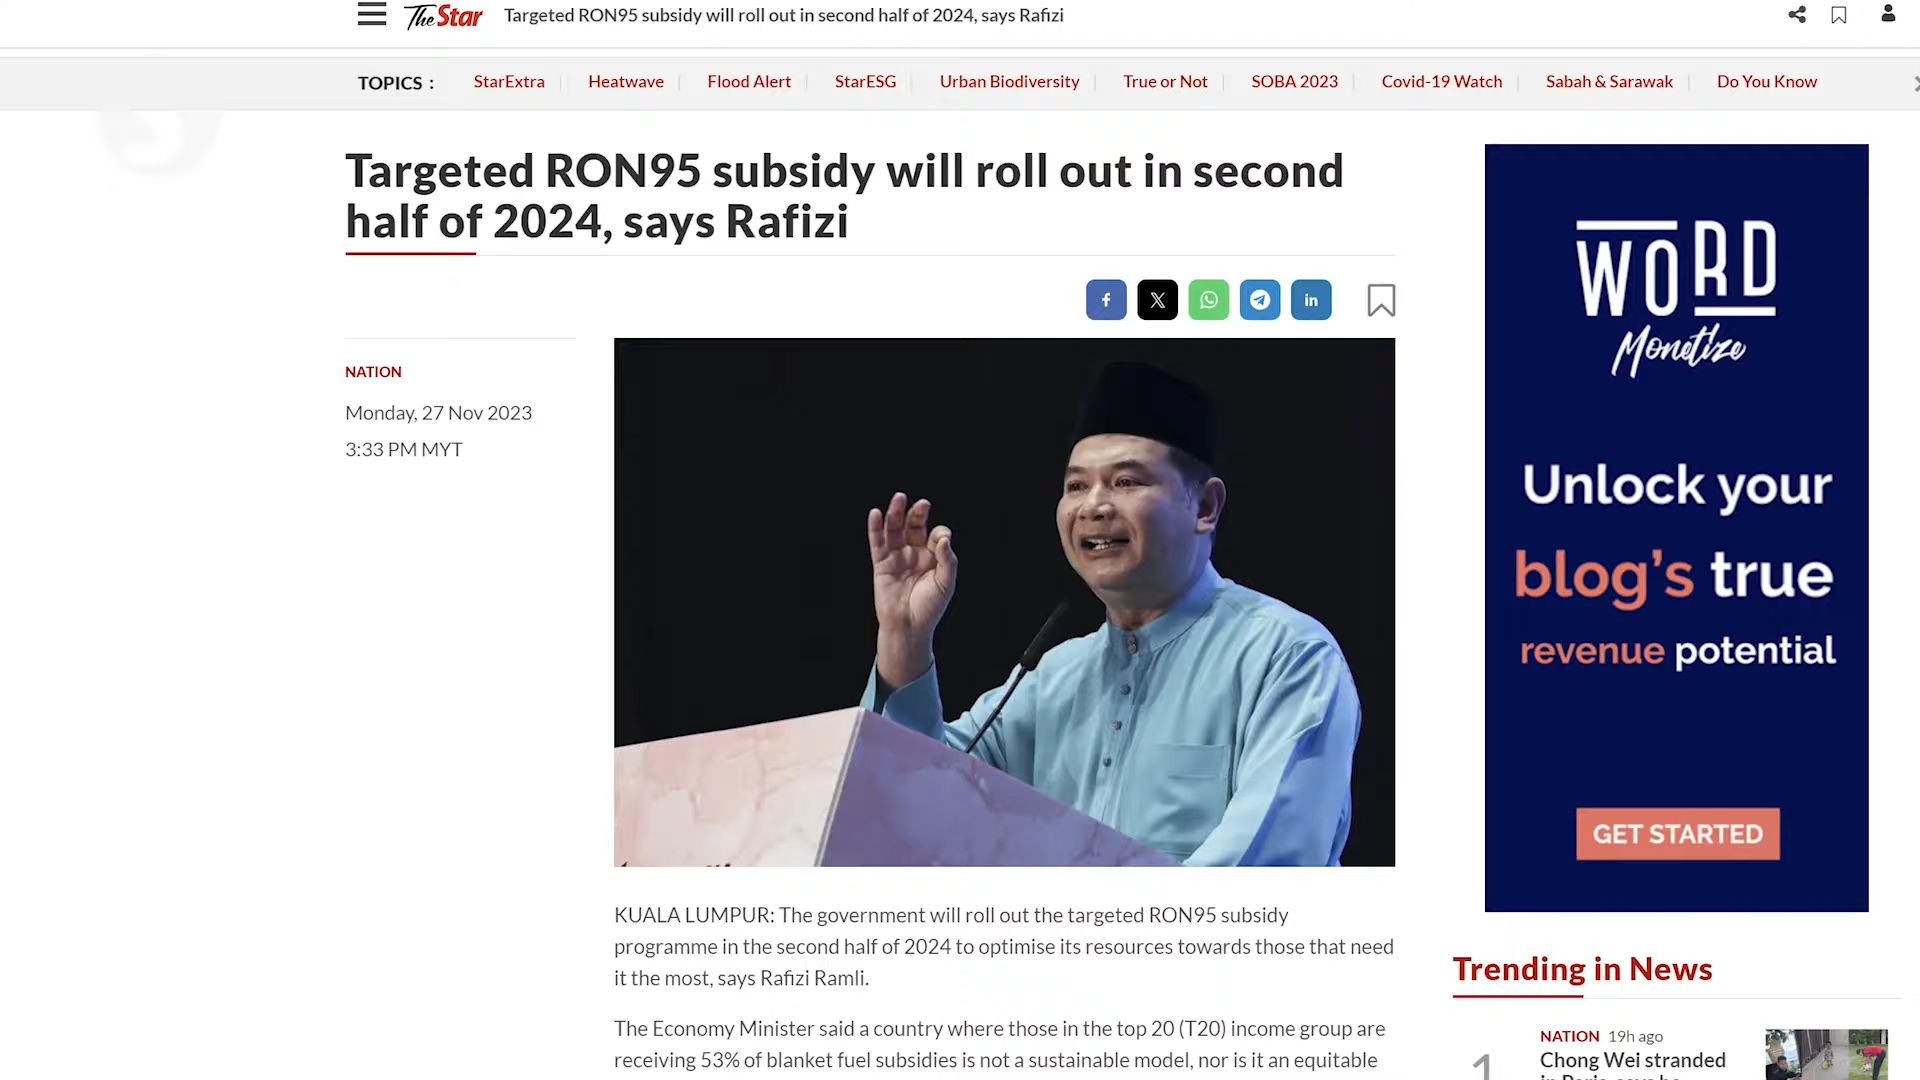 The Star
Targeted RON95 subsidy will roll out in second half of 2024, says Rafizi
TOPICS :
StarExtra
Heatwave
Flood Alert
StarESG
Urban Biodiversity
True or Not
SOBA 2023
Covid-19 Watch
Sabah & Sarawak
Do You Know
Targeted RON95 subsidy will roll out in second
half of 2024, says Rafizi
NATION
Monday, 27 Nov 2023
3:33 PM MYT
KUALA LUMPUR: The government will roll out the targeted RON95 subsidy
programme in the second half of 2024 to optimise its resources towards those that need
it the most, says Rafizi Ramli.
The Economy Minister said a country where those in the top 20 (T20) income group are
receiving 53% of blanket fuel subsidies is not a sustainable model, nor is it an equitable
WORD
Monetize
Unlock your
blog's true
revenue potential
GET STARTED
Trending in News
1
NATION 19h ago
Chong Wei stranded